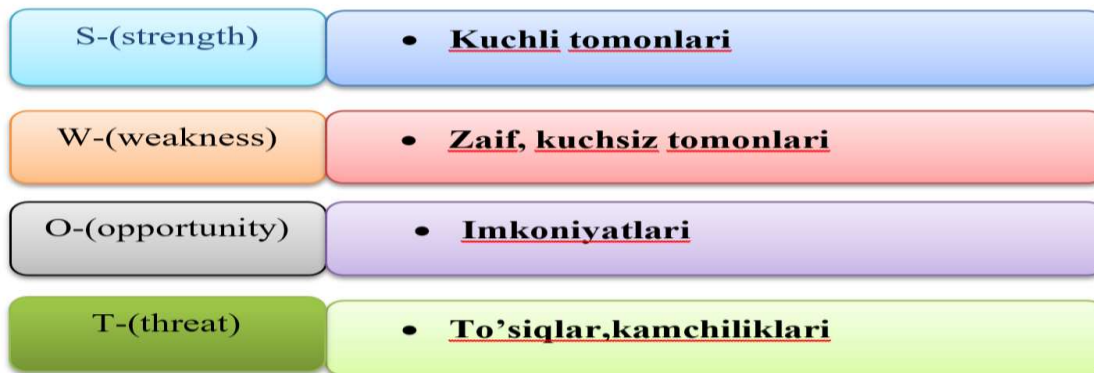 S-(strength)
• Kuchli tomonlari
W-(weakness)
• Zaif, kuchsiz tomonlari
O-(opportunity)
• Imkoniyatlari
T-(threat)
• To’siqlar,kamchiliklari